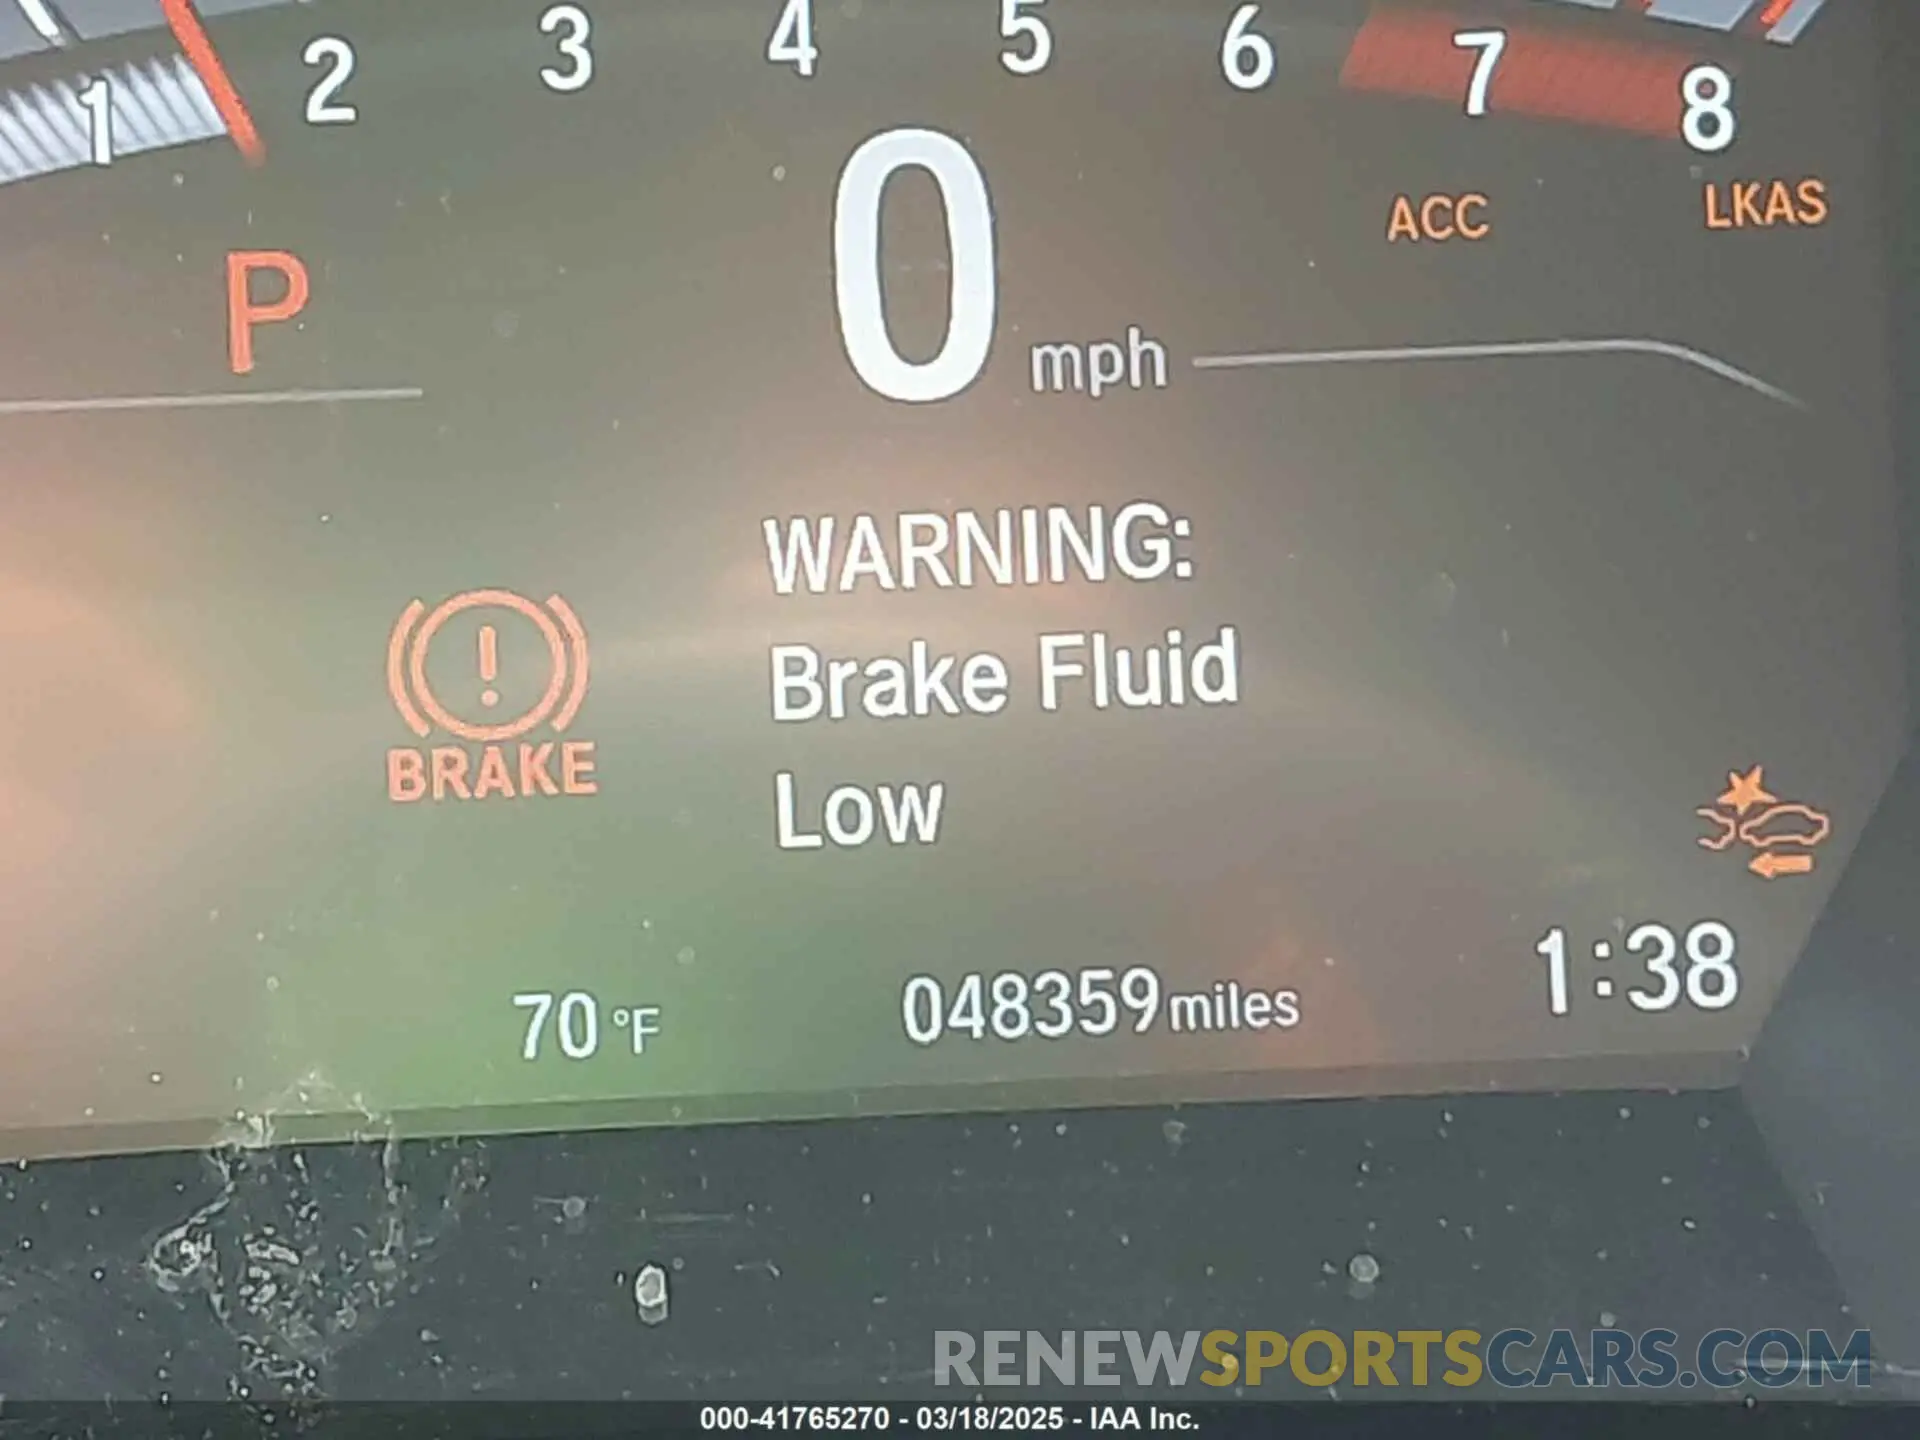 1 2 3 4 5 6 7 8
ACC LKAS
P
0 mph
WARNING:
Brake Fluid
Low
BRAKE
70 °F 048359 miles 1:38
RENEWSPORTSCARS.COM
000-41765270 - 03/18/2025 - IAA Inc.